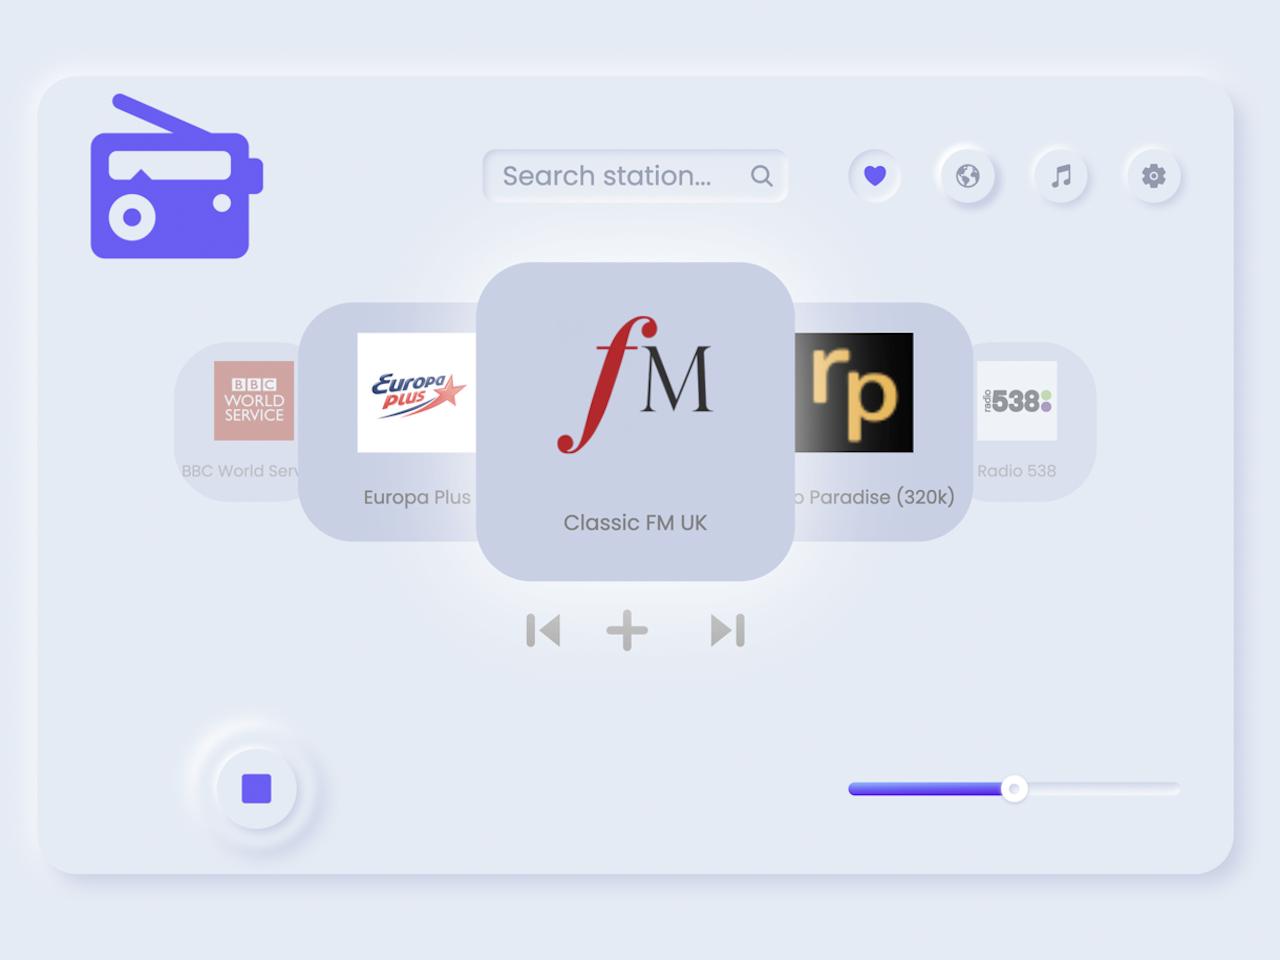 Search station...
BBC
WORLD
SERVICE
BBC World Serv
EUROPA
PLUS
Europa Plus
fM
Classic FM UK
rp
Paradise (320k)
radio 538
Radio 538